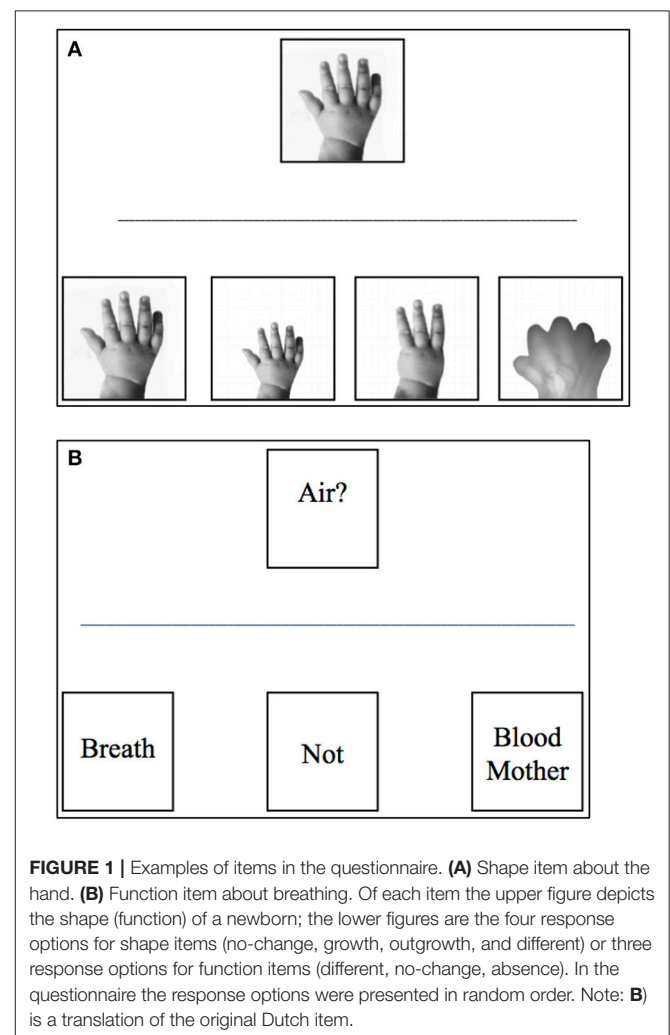 A
B
Air?
Breath
Not
Blood
Mother
FIGURE 1 | Examples of items in the questionnaire. (A) Shape item about the
hand. (B) Function item about breathing. Of each item the upper figure depicts
the shape (function) of a newborn; the lower figures are the four response
options for shape items (no-change, growth, outgrowth, and different) or three
response options for function items (different, no-change, absence). In the
questionnaire the response options were presented in random order. Note: B)
is a translation of the original Dutch item.